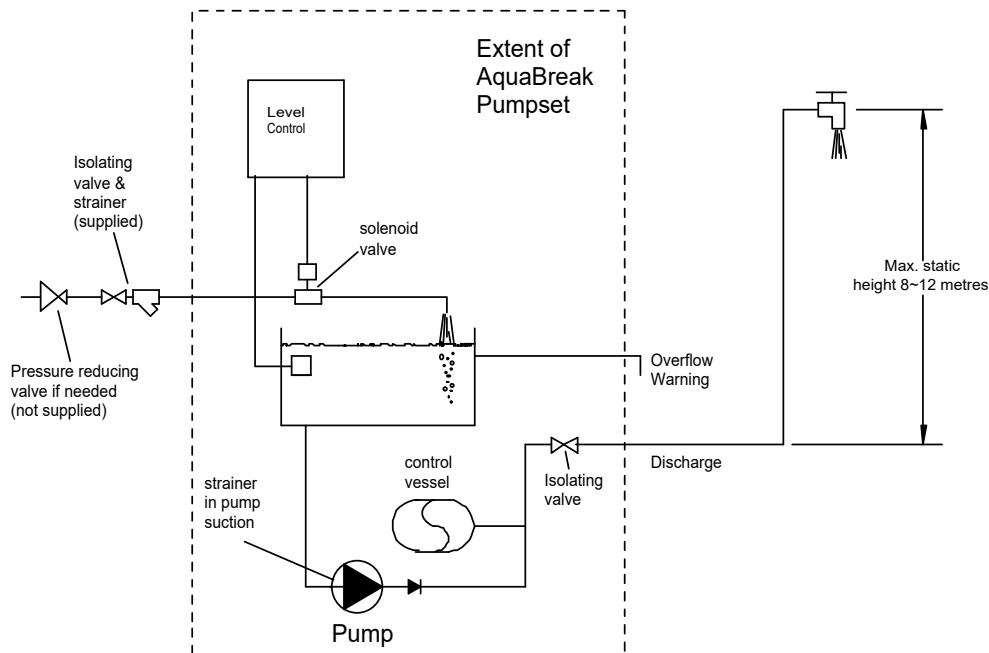 Extent of
AquaBreak
Pumpset
Level
Control
Isolating
valve &
strainer
(supplied)
solenoid
valve
Max. static
height 8~12 metres
Pressure reducing
valve if needed
(not supplied)
Overflow
Warning
control
vessel
Discharge
Isolating
valve
strainer
in pump
suction
Pump